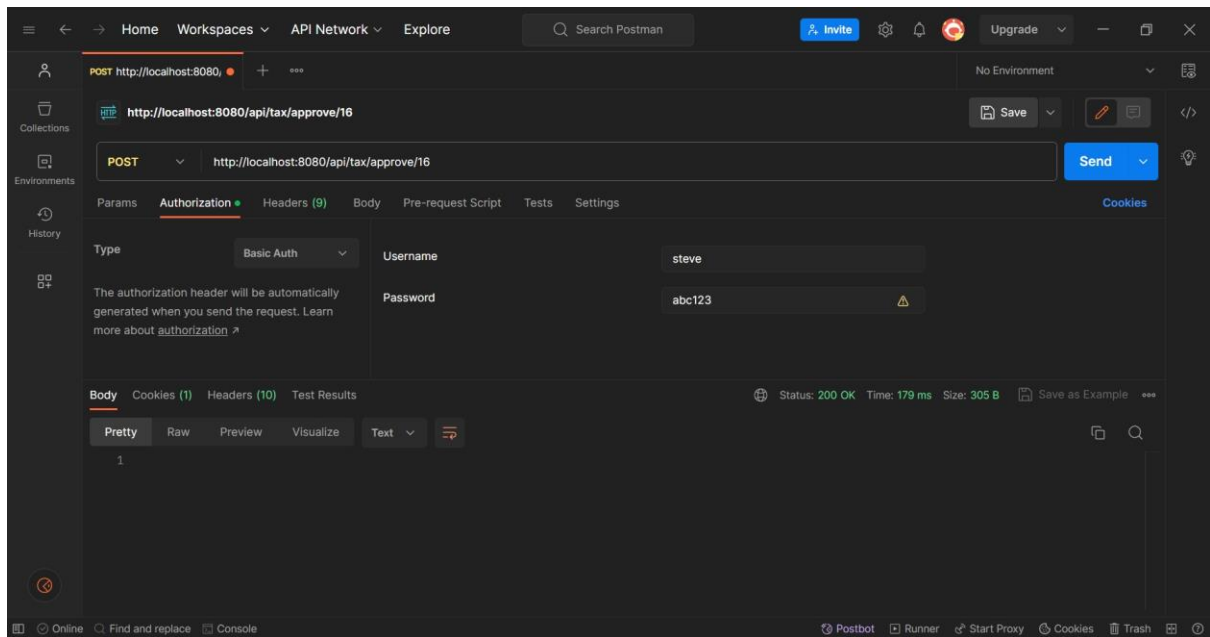 Home Workspaces API Network Explore Search Postman Invite Upgrade
POST http://localhost:8080/ No Environment
HTTP http://localhost:8080/api/tax/approve/16 Save
Collections
POST http://localhost:8080/api/tax/approve/16 Send
Environments
Params Authorization Headers (9) Body Pre-request Script Tests Settings Cookies
History
Type Basic Auth Username steve
The authorization header will be automatically
generated when you send the request. Learn
more about authorization
Password abc123
Body Cookies (1) Headers (10) Test Results Status: 200 OK Time: 179 ms Size: 305 B Save as Example
Pretty Raw Preview Visualize Text
1
Online Find and replace Console Postbot Runner Start Proxy Cookies Trash